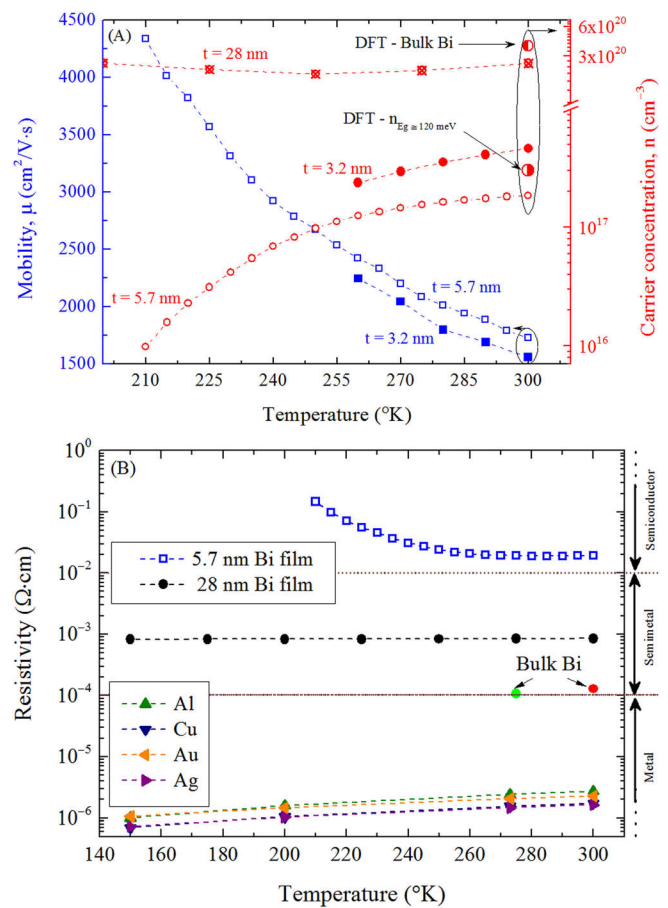 (A)
4500
4000
3500
3000
2500
2000
1500
Mobility, μ (cm²/V·s)
t = 28 nm
DFT - Bulk Bi
DFT - n_Eg ≅ 120 meV
t = 3.2 nm
t = 5.7 nm
t = 5.7 nm
t = 3.2 nm
6x10²⁰
3x10²⁰
10¹⁷
10¹⁶
Carrier concentration, n (cm⁻³)
210 225 240 255 270 285 300
Temperature (°K)
(B)
10⁰
10⁻¹
10⁻²
10⁻³
10⁻⁴
10⁻⁵
10⁻⁶
Resistivity (Ω·cm)
5.7 nm Bi film
28 nm Bi film
Bulk Bi
Al
Cu
Au
Ag
Semiconductor
Semimetal
Metal
140 160 180 200 220 240 260 280 300
Temperature (°K)